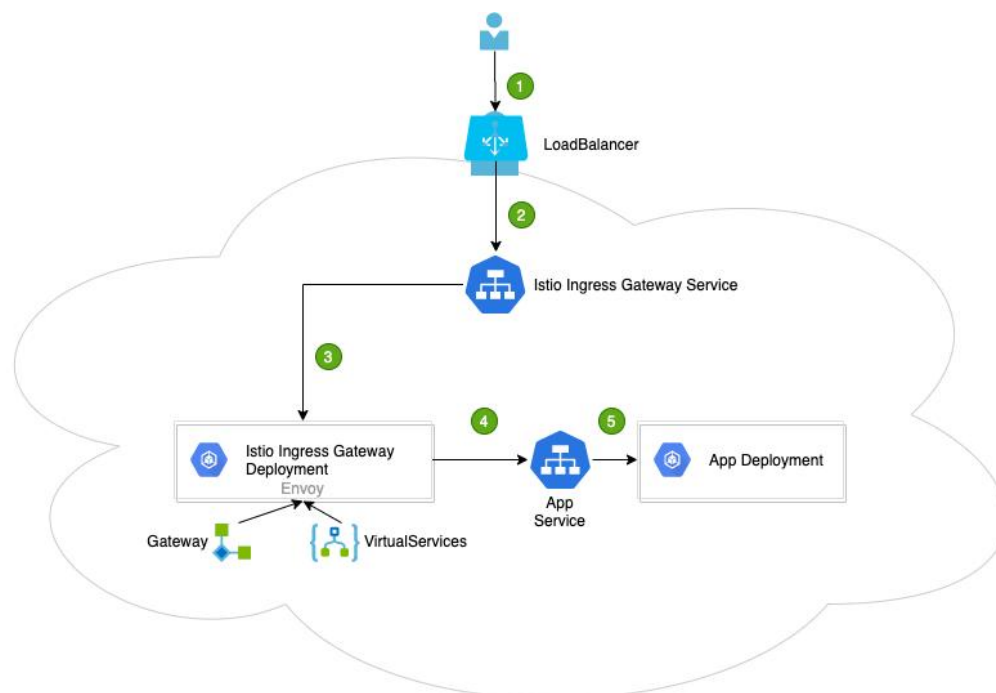 1
LoadBalancer
2
Istio Ingress Gateway Service
3
4
5
Istio Ingress Gateway
Deployment
Envoy
App Deployment
App
Service
Gateway
VirtualServices